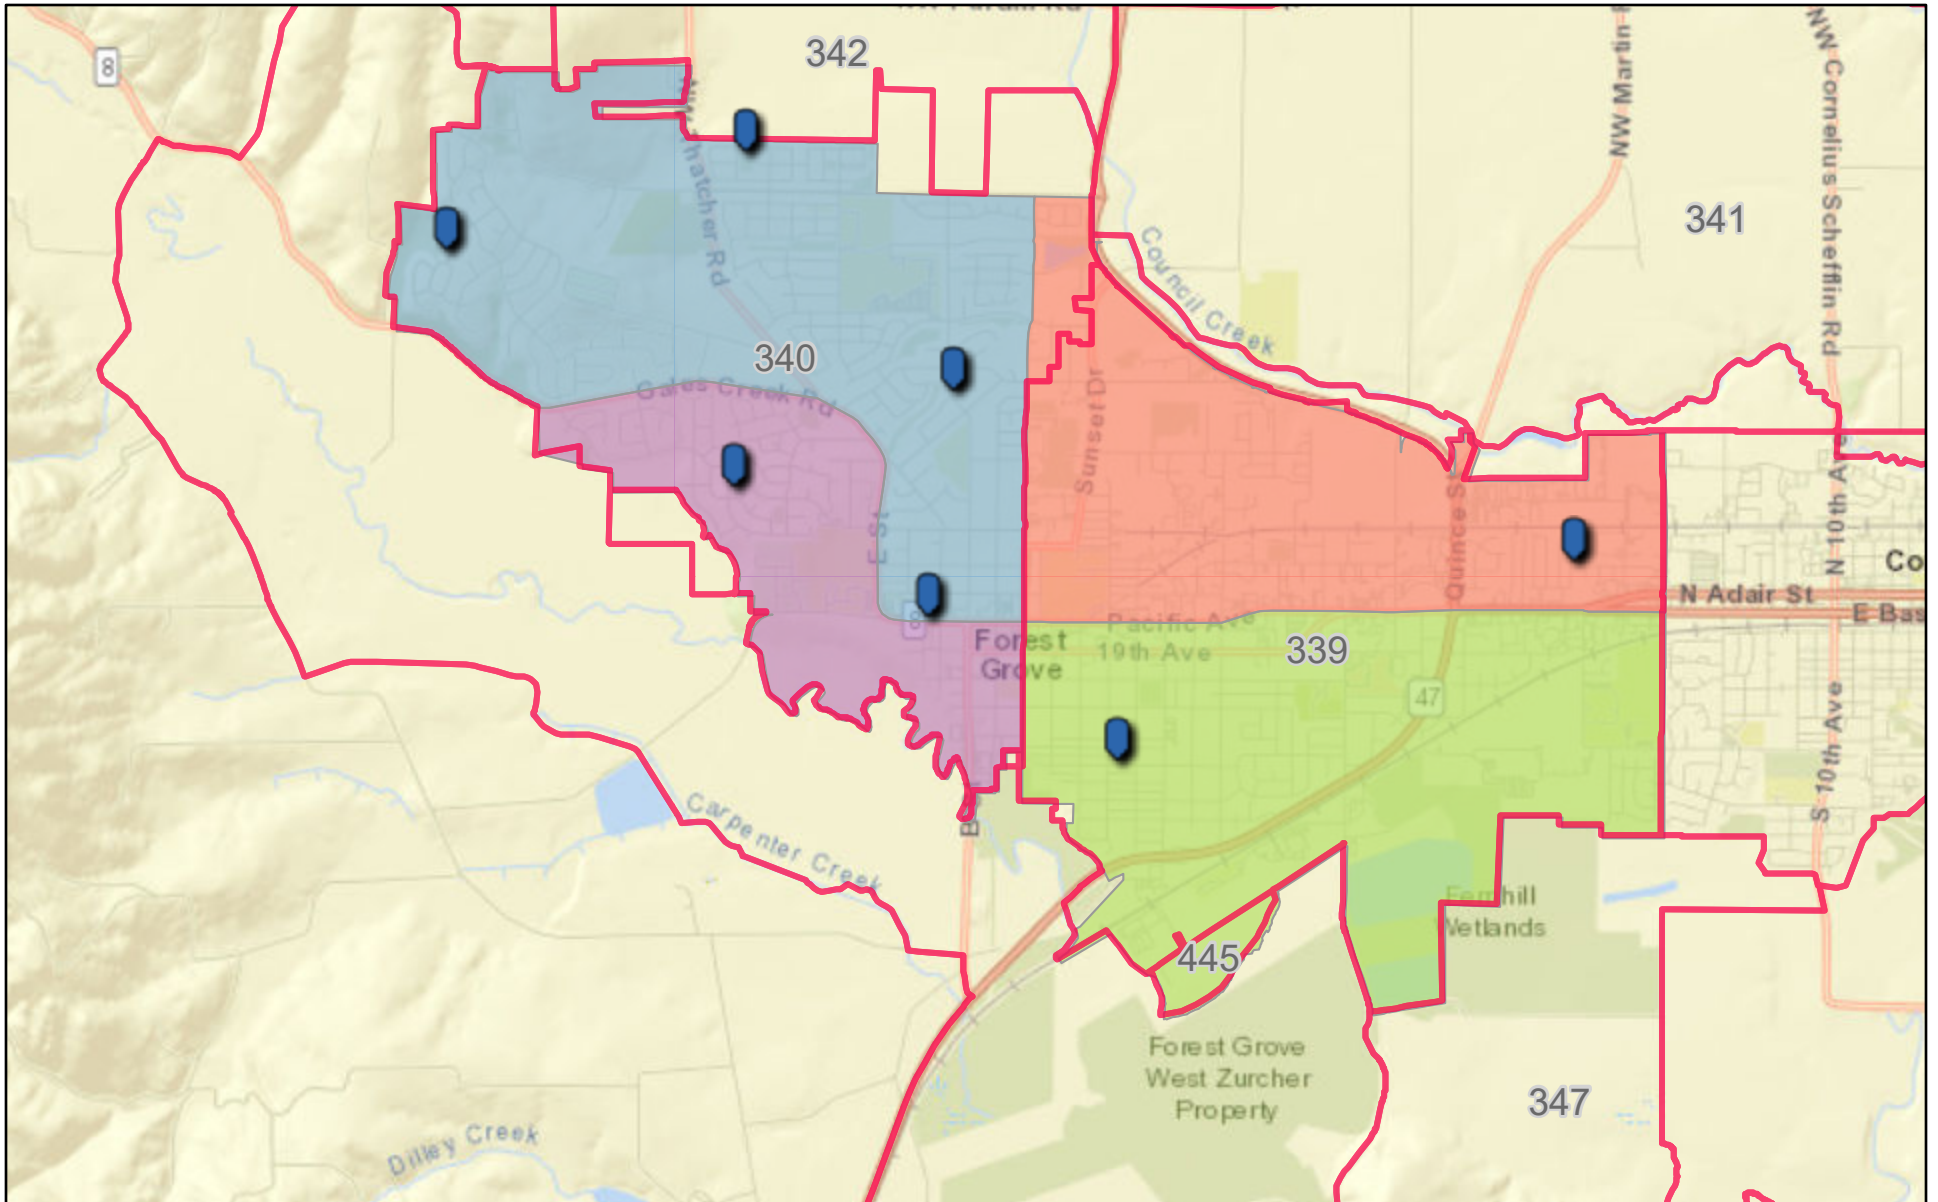 8
342
NW Thatcher Rd
NW Cornelius Schefflin Rd
341
Council Creek
340
Gales Creek Rd
Sunset Dr
E St
Quince St
N 10th Ave
Co
N Adair St
E Bas
8
Pacific Ave
19th Ave
339
Forest
Grove
47
S 10th Ave
B
Carpenter Creek
Fernhill
Wetlands
445
Forest Grove
West Zurcher
Property
347
Dilley Creek